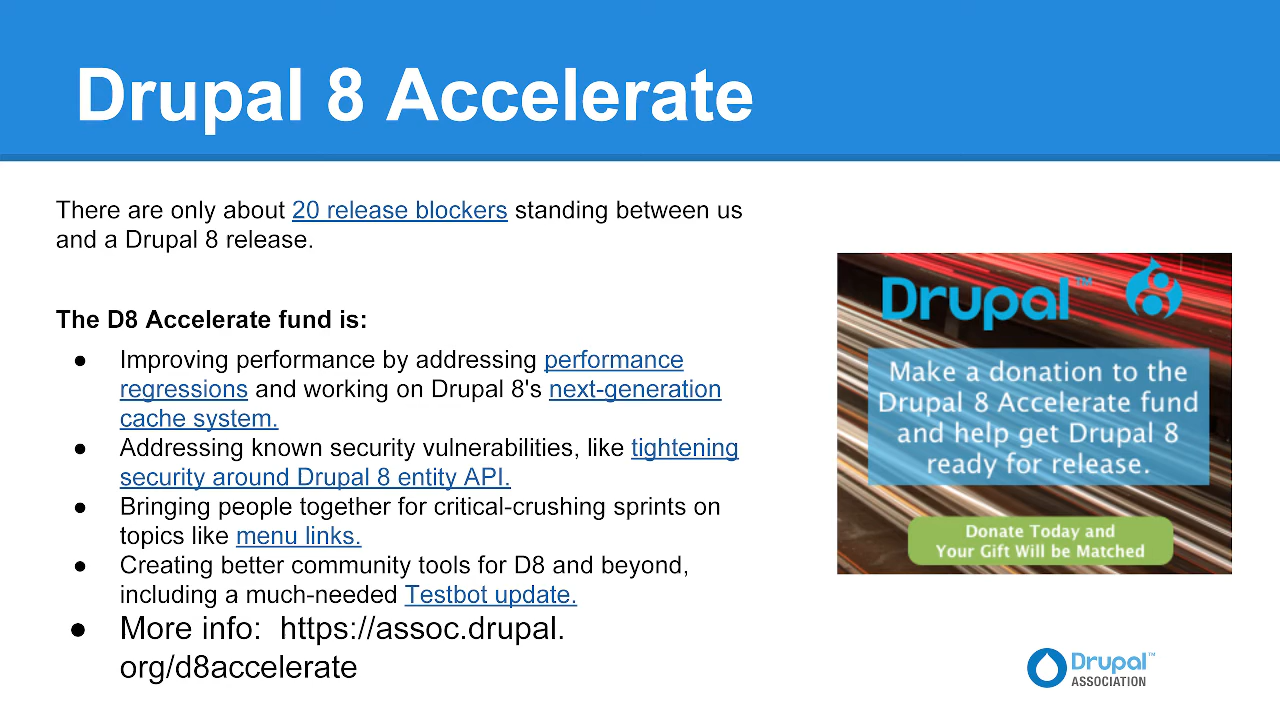 Drupal 8 Accelerate
There are only about 20 release blockers standing between us
and a Drupal 8 release.
The D8 Accelerate fund is:
● Improving performance by addressing performance
regressions and working on Drupal 8's next-generation
cache system.
● Addressing known security vulnerabilities, like tightening
security around Drupal 8 entity API.
● Bringing people together for critical-crushing sprints on
topics like menu links.
● Creating better community tools for D8 and beyond,
including a much-needed Testbot update.
● More info:  https://assoc.drupal.
org/d8accelerate
Drupal™
Make a donation to the
Drupal 8 Accelerate fund
and help get Drupal 8
ready for release.
Donate Today and
Your Gift Will be Matched
Drupal™
ASSOCIATION